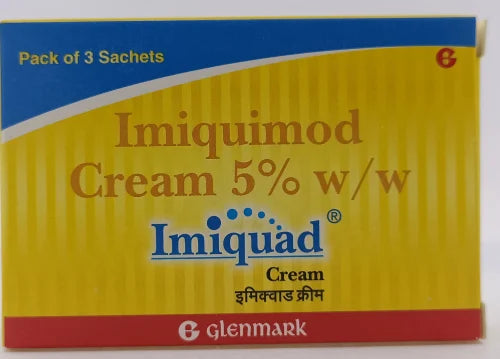 Pack of 3 Sachets
Imiquimod
Cream 5% w/w
Imiquad®
Cream
इमिक्वाड क्रीम
GLENMARK